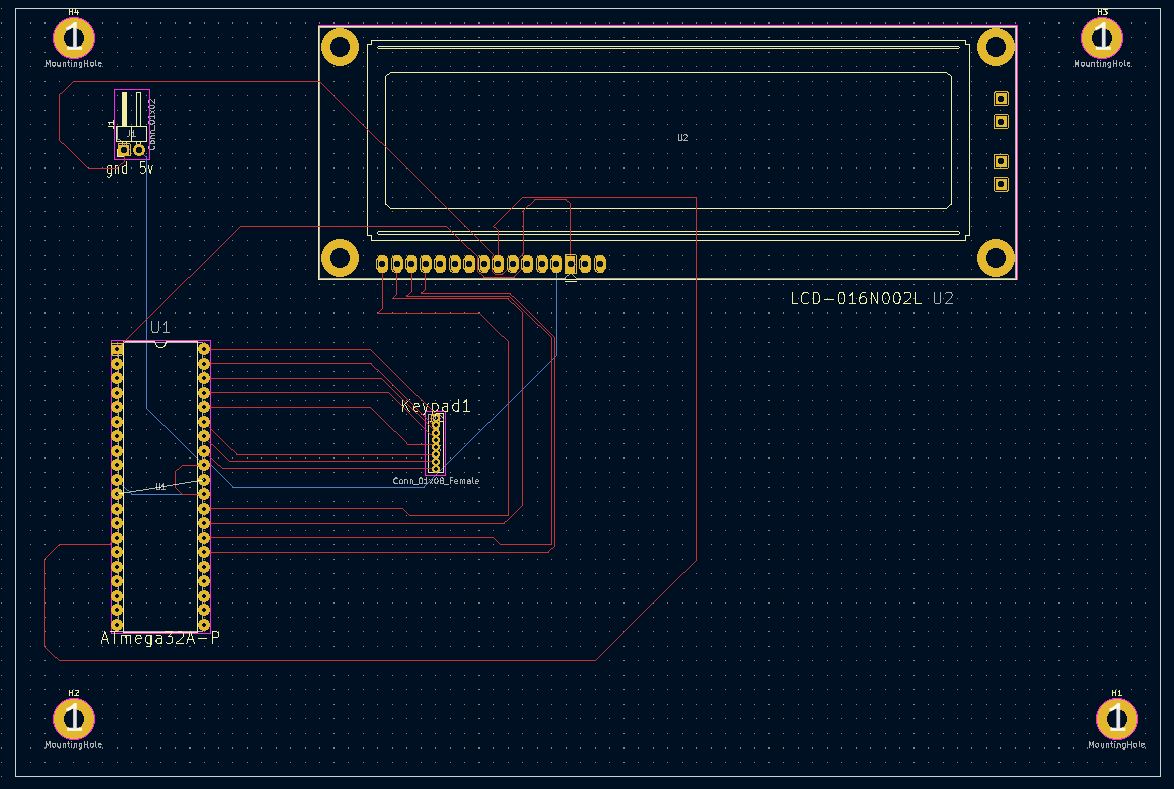 H4
1
MountingHole
H3
1
MountingHole
J1
J1
Conn_01x02
gnd 5v
U2
LCD-016N002L U2
U1
Keypad1
Conn_01x08_Female
U1
ATmega32A-P
H2
1
MountingHole
H1
1
MountingHole